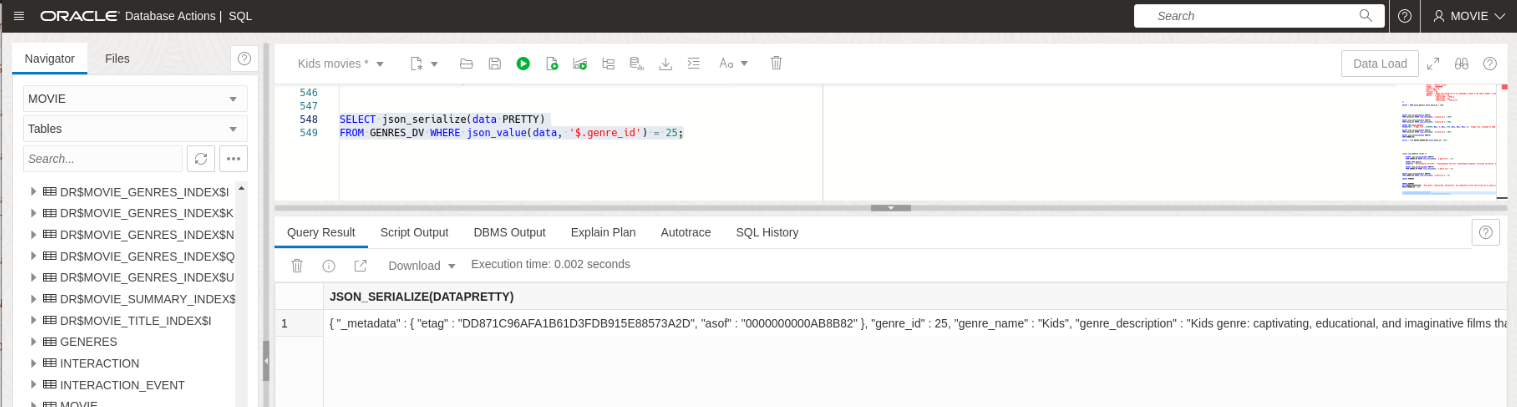 ORACLE Database Actions | SQL
Search
MOVIE
Navigator Files
MOVIE
Tables
Search...
DR$MOVIE_GENRES_INDEX$I
DR$MOVIE_GENRES_INDEX$K
DR$MOVIE_GENRES_INDEX$N
DR$MOVIE_GENRES_INDEX$Q
DR$MOVIE_GENRES_INDEX$U
DR$MOVIE_SUMMARY_INDEX$
DR$MOVIE_TITLE_INDEX$I
GENERES
INTERACTION
INTERACTION_EVENT
MOVIE
Kids movies *
Aa
Data Load
546
547
548 SELECT json_serialize(data PRETTY)
549 FROM GENRES_DV WHERE json_value(data, '$.genre_id') = 25;
Query Result Script Output DBMS Output Explain Plan Autotrace SQL History
Download Execution time: 0.002 seconds
JSON_SERIALIZE(DATAPRETTY)
1 { "_metadata" : { "etag" : "DD871C96AFA1B61D3FDB915E88573A2D", "asof" : "0000000000AB8B82" }, "genre_id" : 25, "genre_name" : "Kids", "genre_description" : "Kids genre: captivating, educational, and imaginative films tha